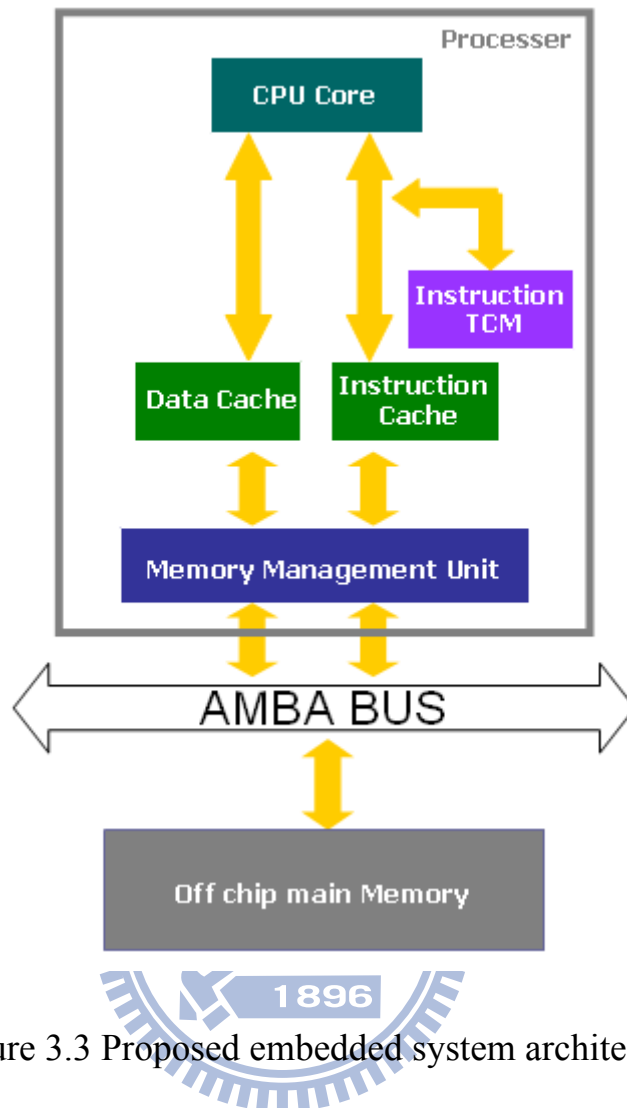 Processer
CPU Core
Instruction
TCM
Data Cache
Instruction
Cache
Memory Management Unit
AMBA BUS
Off chip main Memory
1896
ure 3.3 Proposed embedded system archite